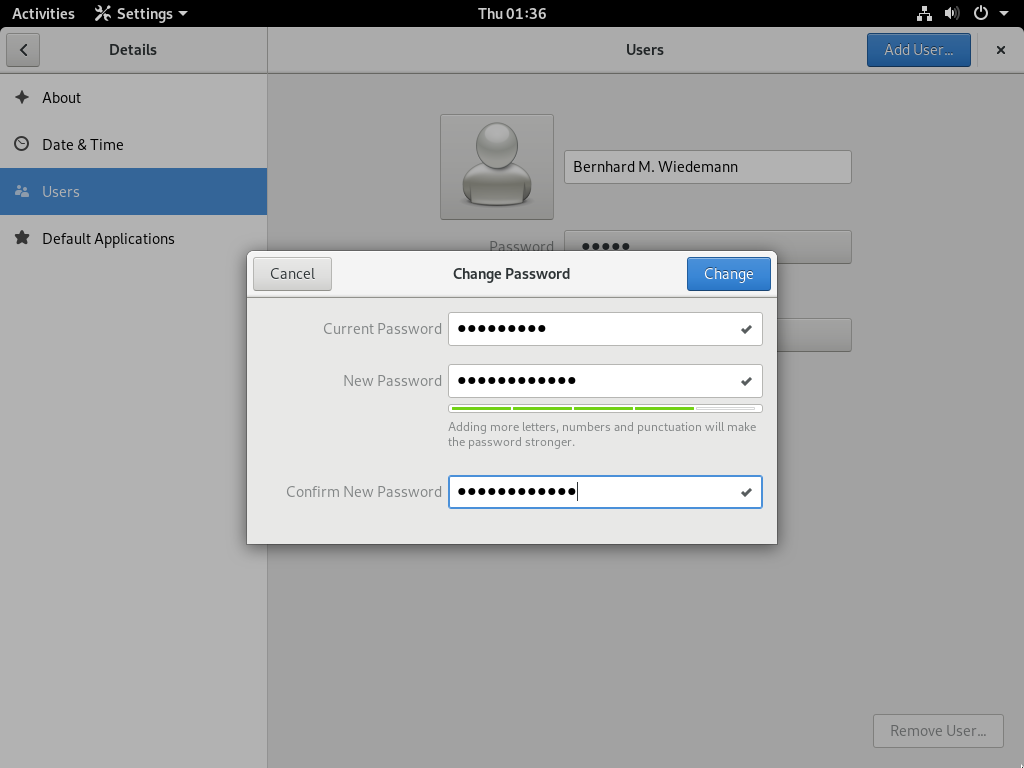 Activities Settings Thu 01:36
Details Users Add User...
About
Date & Time
Users
Default Applications
Bernhard M. Wiedemann
Password ●●●●●
Cancel Change Password Change
Current Password ●●●●●●●●●
New Password ●●●●●●●●●●●●
Adding more letters, numbers and punctuation will make
the password stronger.
Confirm New Password ●●●●●●●●●●●●
Remove User...